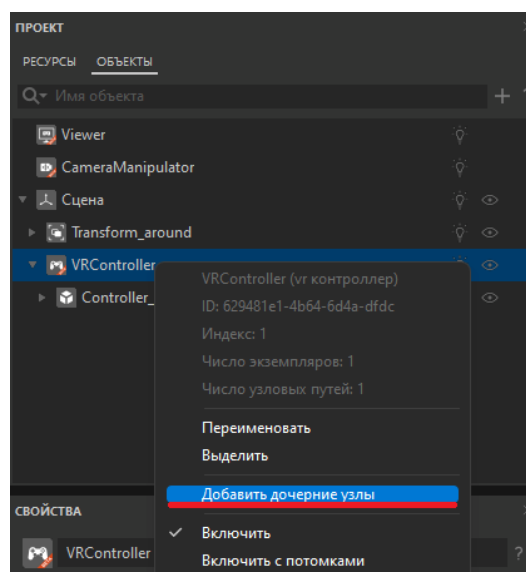 ПРОЕКТ
РЕСУРСЫ ОБЪЕКТЫ
Имя объекта
Viewer
CameraManipulator
Сцена
Transform_around
VRController
Controller_
VRController (vr контроллер)
ID: 629481e1-4b64-6d4a-dfdc
Индекс: 1
Число экземпляров: 1
Число узловых путей: 1
Переименовать
Выделить
Добавить дочерние узлы
Включить
Включить с потомками
СВОЙСТВА
VRController
?